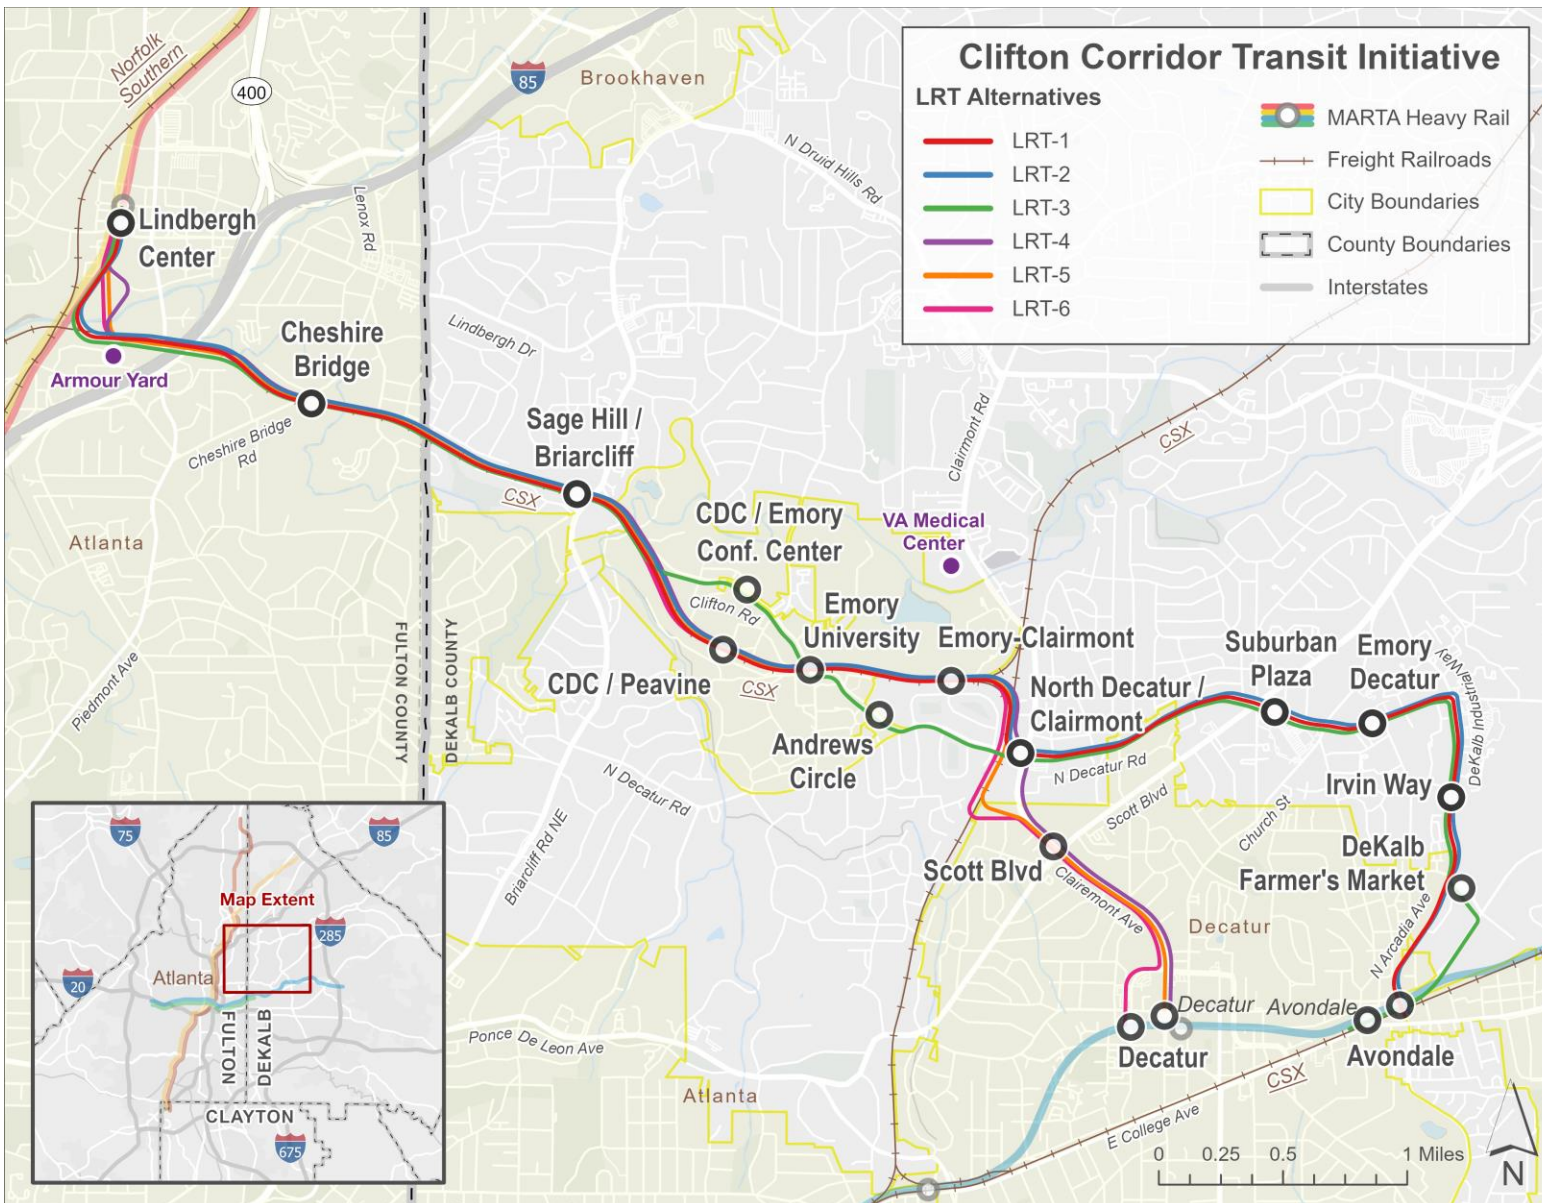 Clifton Corridor Transit Initiative
LRT Alternatives
LRT-1
LRT-2
LRT-3
LRT-4
LRT-5
LRT-6
MARTA Heavy Rail
Freight Railroads
City Boundaries
County Boundaries
Interstates
Norfolk
Southern
400
85
Brookhaven
N Druid Hills Rd
Lenox Rd
Lindbergh
Center
Cheshire
Bridge
Armour Yard
Lindbergh Dr
Cheshire Bridge
Rd
Sage Hill /
Briarcliff
CSX
Clairmont Rd
CSX
Atlanta
CDC / Emory
Conf. Center
VA Medical
Center
Clifton Rd
Emory
University
Emory-Clairmont
Suburban
Plaza
Emory
Decatur
DeKalb Industrial Way
FULTON COUNTY
DEKALB COUNTY
CDC / Peavine
CSX
North Decatur /
Clairmont
Piedmont Ave
Andrews
Circle
N Decatur Rd
N Decatur Rd
Irvin Way
Scott Blvd
Church St
Briarcliff Rd NE
Scott Blvd
DeKalb
Farmer's Market
Clairemont Ave
Decatur
N Arcadia Ave
Decatur
Avondale
Decatur
Avondale
Ponce De Leon Ave
Atlanta
CSX
E College Ave
0
0.25
0.5
1 Miles
N
75
85
Map Extent
285
20
Atlanta
FULTON
DEKALB
CLAYTON
675